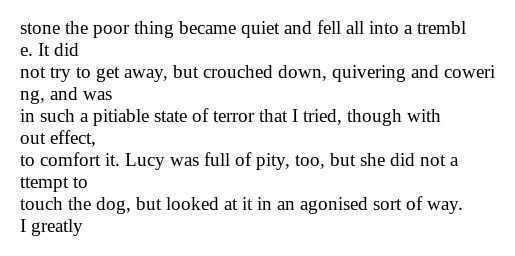 stone the poor thing became quiet and fell all into a trembl
e. It did
not try to get away, but crouched down, quivering and coweri
ng, and was
in such a pitiable state of terror that I tried, though with
out effect,
to comfort it. Lucy was full of pity, too, but she did not a
ttempt to
touch the dog, but looked at it in an agonised sort of way.
I greatly